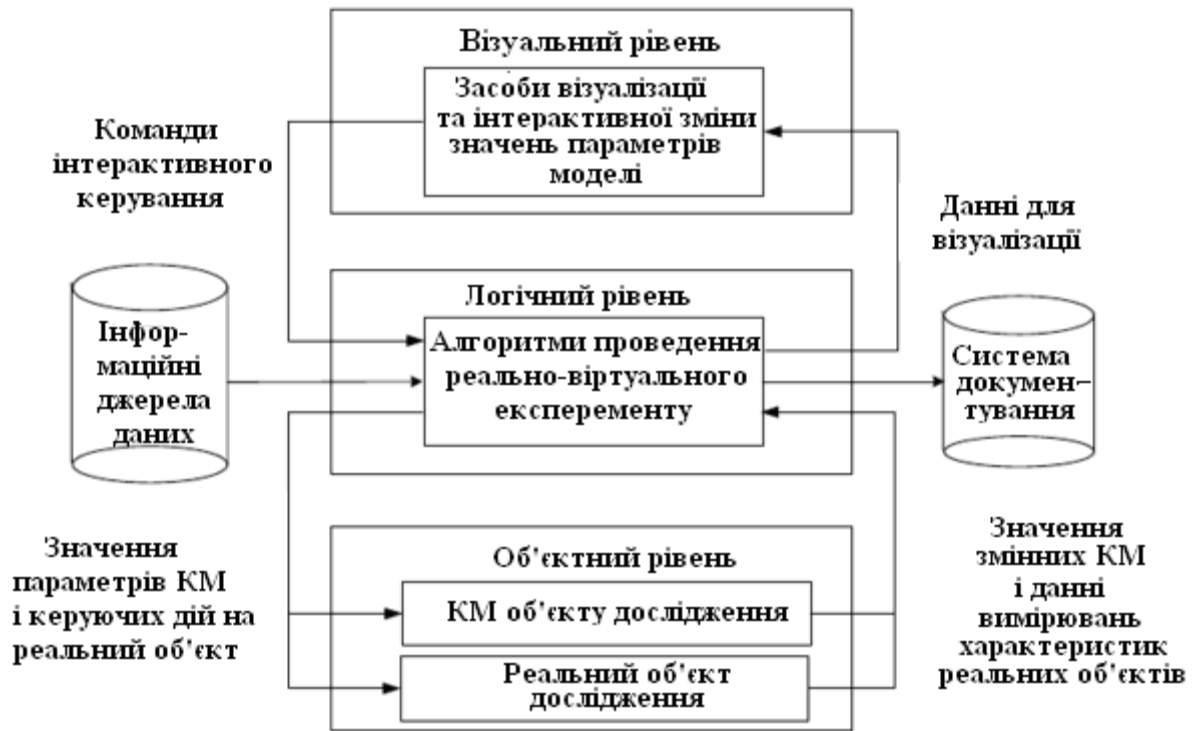 Візуальний рівень
Засоби візуалізації
та інтерактивної зміни
значень параметрів
моделі
Команди
інтерактивного
керування
Данні для
візуалізації
Логічний рівень
Інфор-
маційні
джерела
даних
Алгоритми проведення
реально-віртуального
експеременту
Система
докумен-
тування
Значення
параметрів КМ
і керуючих дій на
реальний об'єкт
Об'єктний рівень
КМ об'єкту дослідження
Реальний об'єкт
дослідження
Значення
змінних КМ
і данні
вимірювань
характеристик
реальних об'єктів